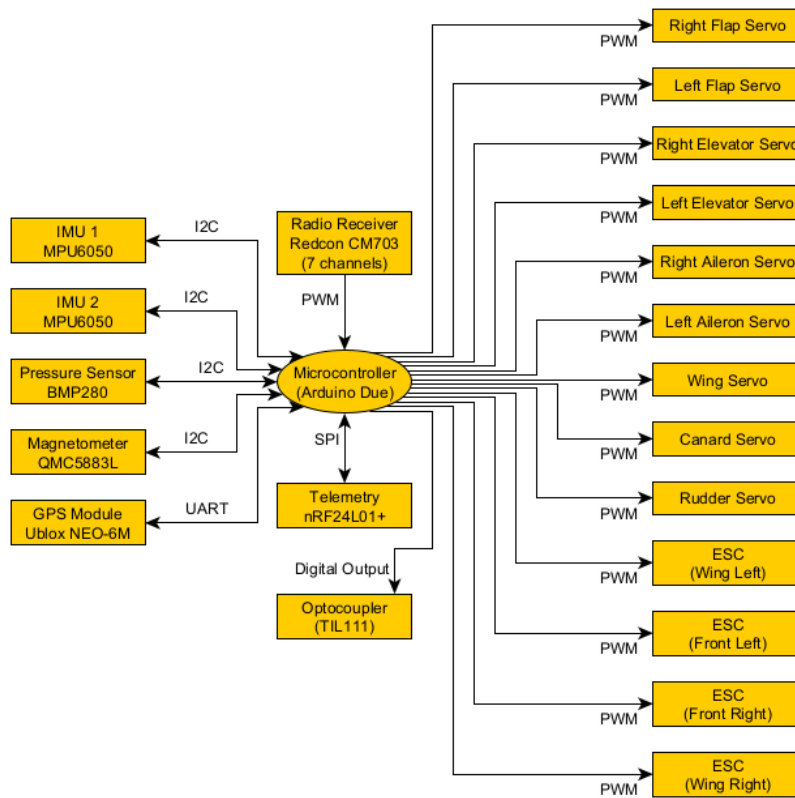 Right Flap Servo
PWM
Left Flap Servo
PWM
Right Elevator Servo
PWM
Left Elevator Servo
PWM
Right Aileron Servo
PWM
Left Aileron Servo
PWM
Wing Servo
PWM
Canard Servo
PWM
Rudder Servo
PWM
ESC
(Wing Left)
PWM
ESC
(Front Left)
PWM
ESC
(Front Right)
PWM
ESC
(Wing Right)
PWM
IMU 1
MPU6050
I2C
IMU 2
MPU6050
I2C
Pressure Sensor
BMP280
I2C
Magnetometer
QMC5883L
I2C
GPS Module
Ublox NEO-6M
UART
Radio Receiver
Redcon CM703
(7 channels)
PWM
Microcontroller
(Arduino Due)
SPI
Telemetry
nRF24L01+
Digital Output
Optocoupler
(TIL111)